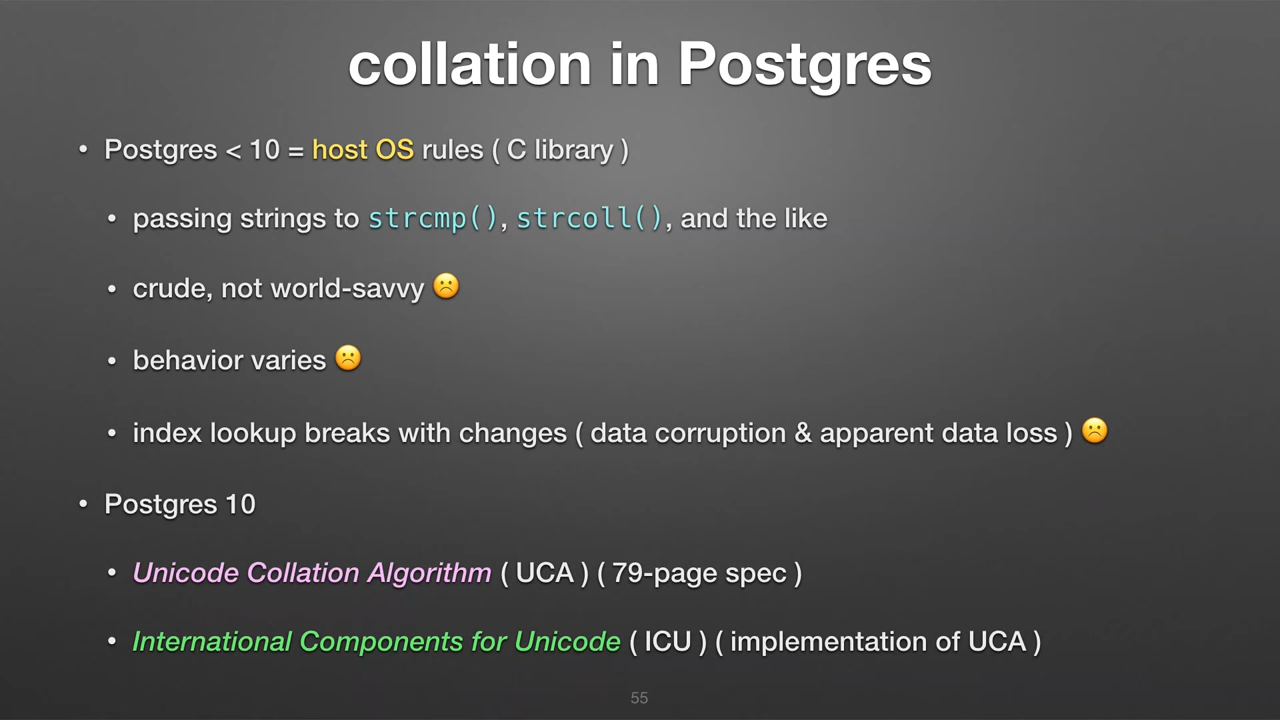 collation in Postgres
• Postgres < 10 = host OS rules ( C library )
• passing strings to strcmp(), strcoll(), and the like
• crude, not world-savvy ☹️
• behavior varies ☹️
• index lookup breaks with changes ( data corruption & apparent data loss ) ☹️
• Postgres 10
• Unicode Collation Algorithm ( UCA ) ( 79-page spec )
• International Components for Unicode ( ICU ) ( implementation of UCA )
55